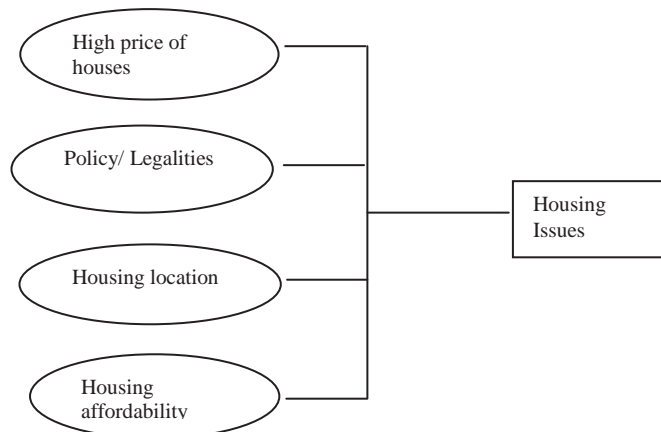 High price of
houses
Policy/ Legalities
Housing
Issues
Housing location
Housing
affordability